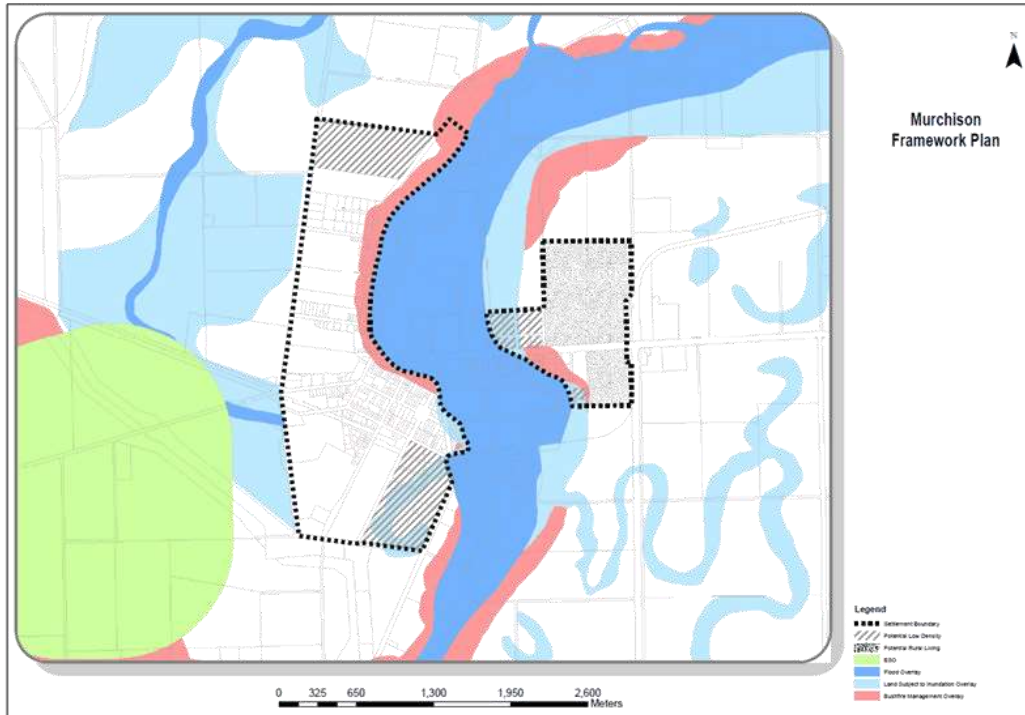 N
Murchison
Framework Plan
Legend
Settlement Boundary
Potential Low Density
Potential Rural Living
ESO
Flood Overlay
Land Subject to Inundation Overlay
Bushfire Management Overlay
0 325 650 1,300 1,950 2,600
Meters